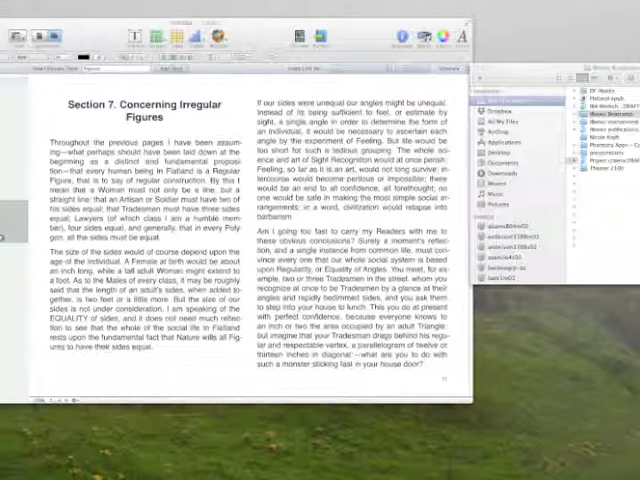 Section 7. Concerning Irregular
Figures
Throughout the previous pages I have been assum-
ing—what perhaps should have been laid down at the
beginning as a distinct and fundamental proposi-
tion—that every human being in Flatland is a Regular
Figure, that is to say of regular construction. By this I
mean that a Woman must not only be a line, but a
straight line; that an Artisan or Soldier must have two of
his sides equal; that Tradesmen must have three sides
equal; Lawyers (of which class I am a humble mem-
ber), four sides equal, and generally, that in every Poly-
gon, all the sides must be equal.
The size of the sides would of course depend upon the
age of the individual. A Female at birth would be about
an inch long, while a tall adult Woman might extend to
a foot. As to the Males of every class, it may be roughly
said that the length of an adult's sides, when added to-
gether, is two feet or a little more. But the size of our
sides is not under consideration. I am speaking of the
EQUALITY of sides, and it does not need much reflec-
tion to see that the whole of the social life in Flatland
rests upon the fundamental fact that Nature wills all Fig-
ures to have their sides equal.
If our sides were unequal our angles might be unequal.
Instead of its being sufficient to feel, or estimate by
sight, a single angle in order to determine the form of
an individual, it would be necessary to ascertain each
angle by the experiment of Feeling. But life would be
too short for such a tedious grouping. The whole sci-
ence and art of Sight Recognition would at once perish;
Feeling, so far as it is an art, would not long survive; in-
tercourse would become perilous or impossible; there
would be an end to all confidence, all forethought; no
one would be safe in making the most simple social ar-
rangements; in a word, civilization would relapse into
barbarism.
Am I going too fast to carry my Readers with me to
these obvious conclusions? Surely a moment's reflec-
tion, and a single instance from common life, must con-
vince every one that our whole social system is based
upon Regularity, or Equality of Angles. You meet, for ex-
ample, two or three Tradesmen in the street, whom you
recognize at once to be Tradesmen by a glance at their
angles and rapidly bedimmed sides, and you ask them
to step into your house to lunch. This you do at present
with perfect confidence, because everyone knows to
an inch or two the area occupied by an adult Triangle:
but imagine that your Tradesman drags behind his regu-
lar and respectable vertex, a parallelogram of twelve or
thirteen inches in diagonal:—what are you to do with
such a monster sticking fast in your house door?
Dropbox
All My Files
AirDrop
Applications
Desktop
Documents
Downloads
Movies
Music
Pictures